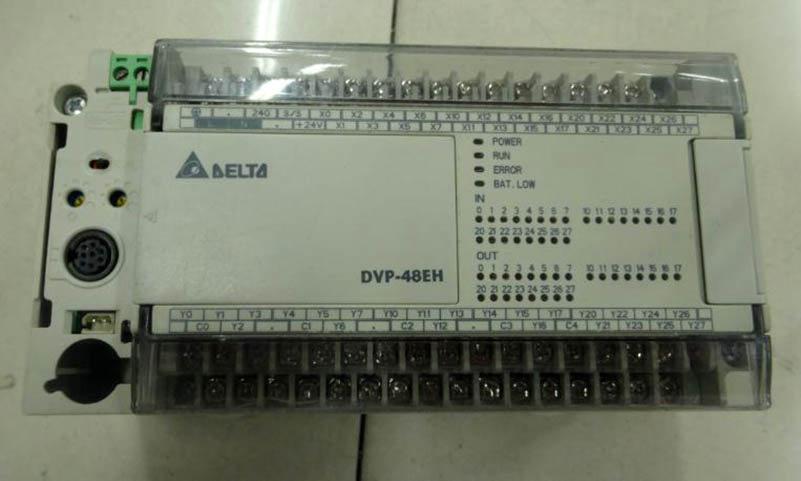 . 24G S/S X0 X2 X4 X6 X10 X12 X14 X16 X20 X22 X24 X26
. +24V X1 X3 X5 X7 X11 X13 X15 X17 X21 X23 X25 X27
DELTA
POWER
RUN
ERROR
BAT.LOW
IN
0 1 2 3 4 5 6 7 10 11 12 13 14 15 16 17
20 21 22 23 24 25 26 27
OUT
0 1 2 3 4 5 6 7 10 11 12 13 14 15 16 17
20 21 22 23 24 25 26 27
DVP-48EH
Y0 Y1 Y3 Y4 Y5 Y7 Y10 Y11 Y13 Y14 Y15 Y17 Y20 Y22 Y24 Y26
C0 Y2 . C1 Y6 . C2 Y12 . C3 Y16 C4 Y21 Y23 Y25 Y27